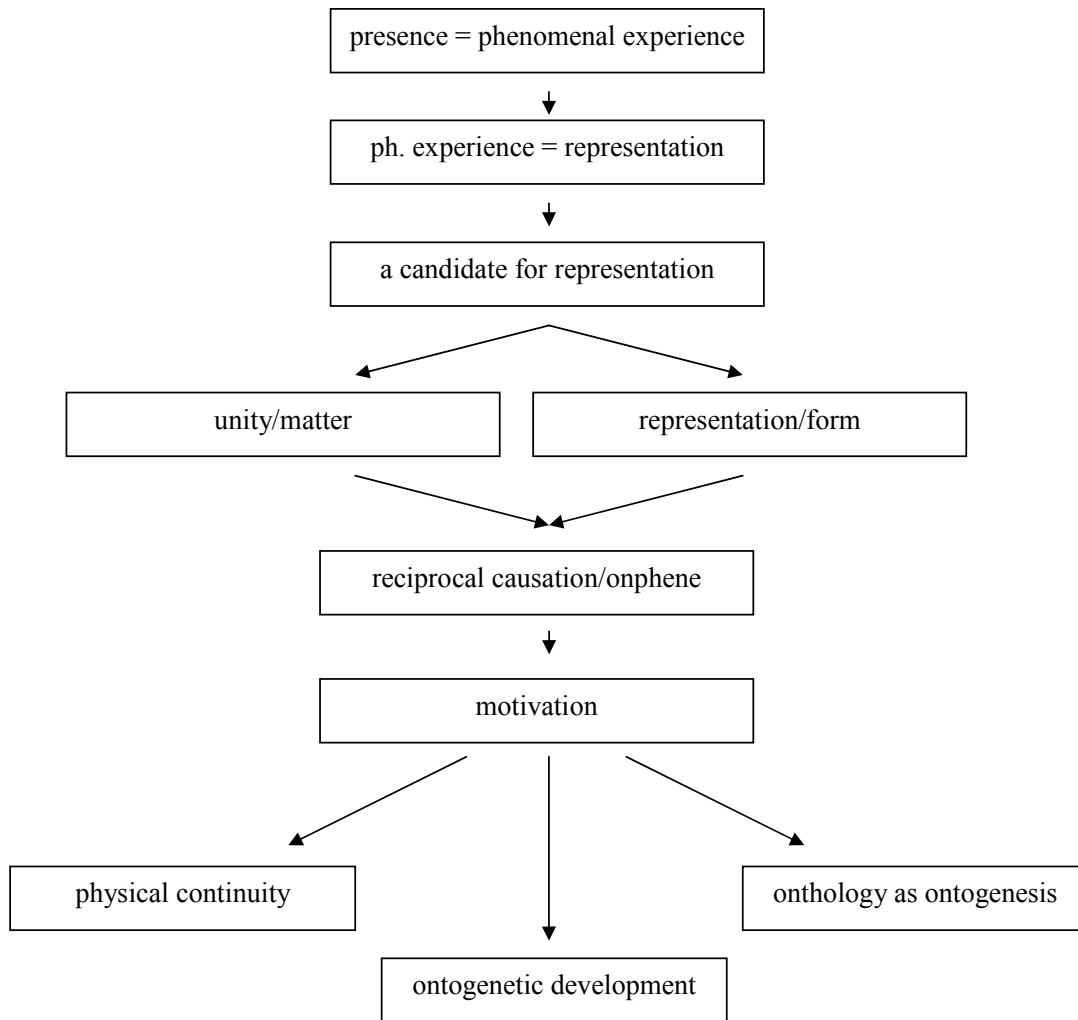 presence = phenomenal experience
ph. experience = representation
a candidate for representation
unity/matter
representation/form
reciprocal causation/onphene
motivation
physical continuity
onthology as ontogenesis
ontogenetic development